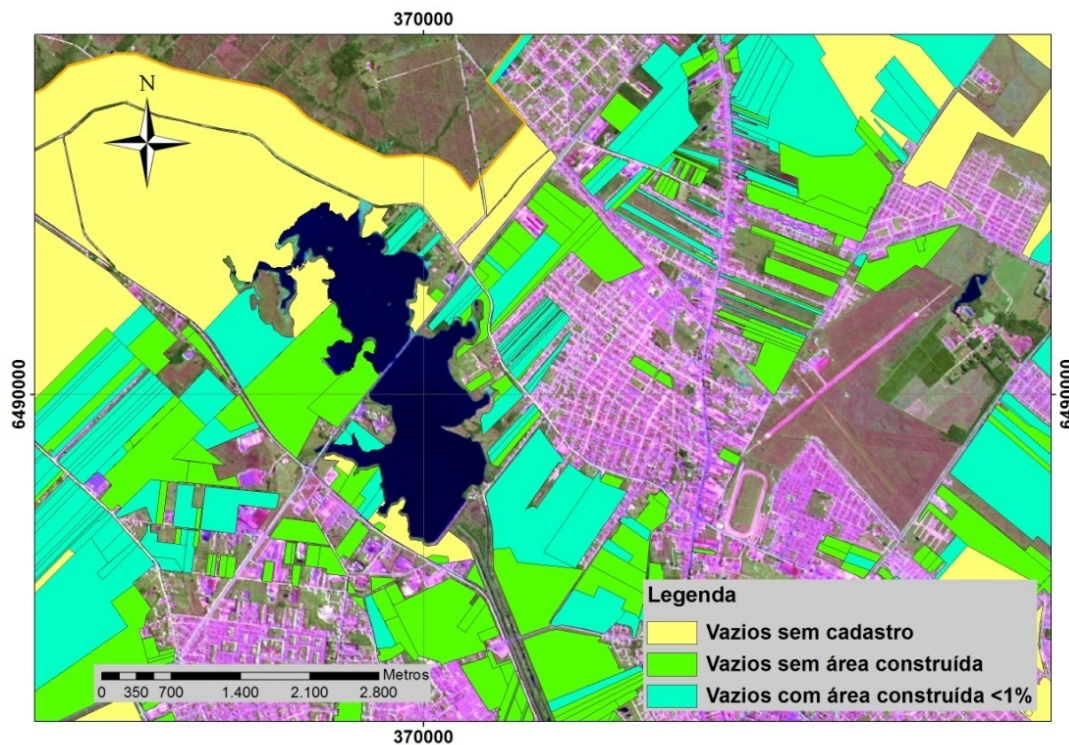 370000
N
6490000
6490000
Legenda
Vazios sem cadastro
Vazios sem área construída
Vazios com área construída <1%
Metros
0 350 700 1.400 2.100 2.800
370000